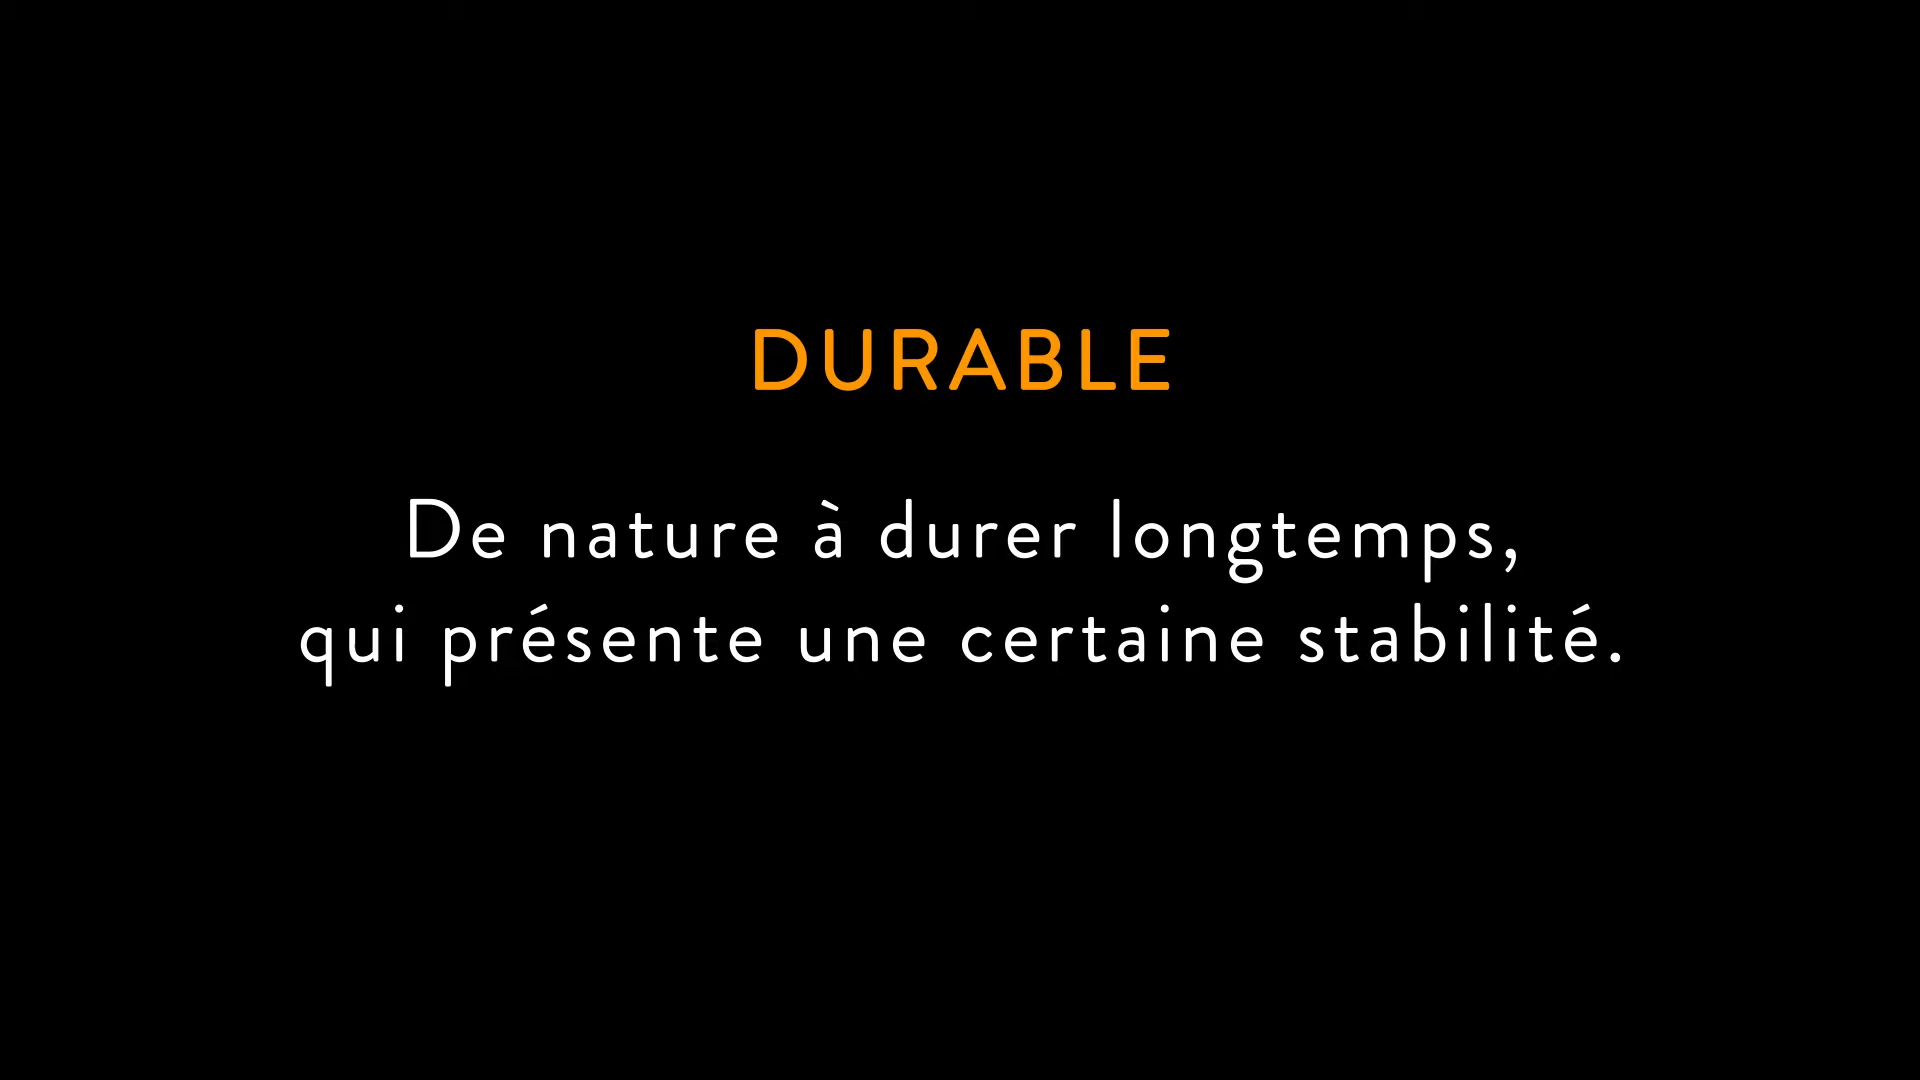 DURABLE
De nature à durer longtemps,
qui présente une certaine stabilité.